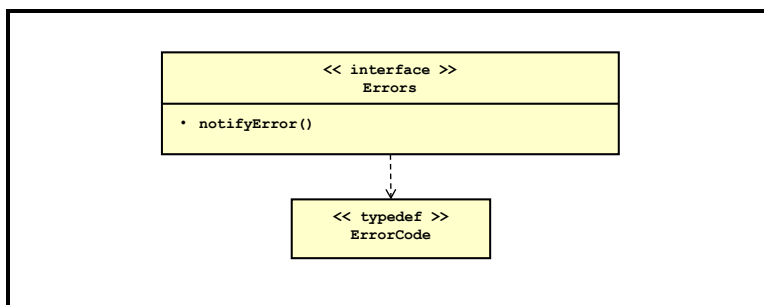 << interface >>
Errors
• notifyError()
<< typedef >>
ErrorCode